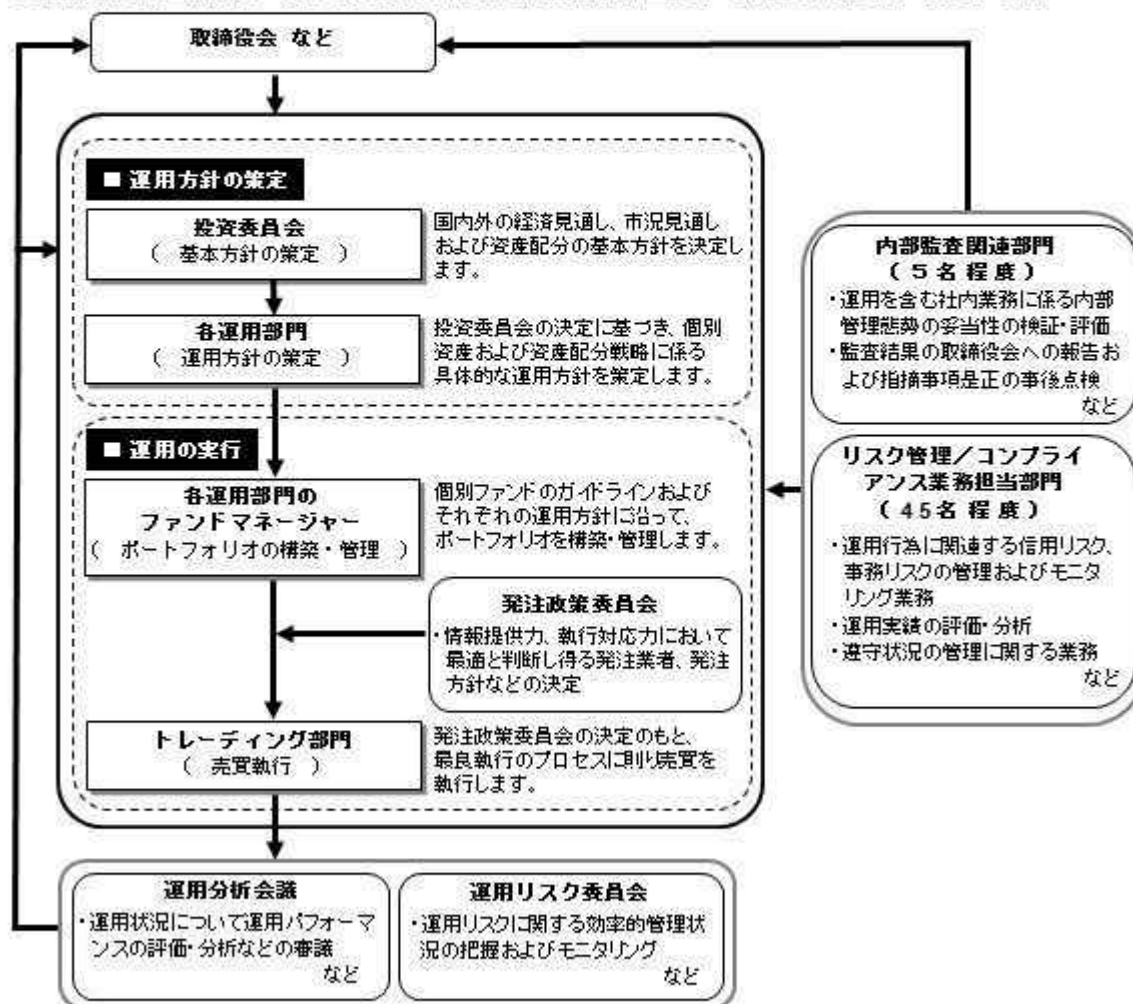 取締役会 など
■ 運用方針の策定
投資委員会
( 基本方針の策定 )
国内外の経済見通し、市況見通し
および資産配分の基本方針を決定し
ます。
各運用部門
( 運用方針の策定 )
投資委員会の決定に基づき、個別
資産および資産配分戦略に係る
具体的な運用方針を策定します。
■ 運用の実行
各運用部門の
ファンドマネージャー
( ポートフォリオの構築・管理 )
個別ファンドのガイドラインおよび
それぞれの運用方針に沿って、
ポートフォリオを構築・管理します。
発注政策委員会
・情報提供力、執行対応力において
最適と判断し得る発注業者、発注
方針などの決定
トレーディング部門
( 売買執行 )
発注政策委員会の決定のもと、
最良執行のプロセスに則り売買を
執行します。
運用分析会議
・運用状況について運用パフォーマ
ンスの評価・分析などの審議
など
運用リスク委員会
・運用リスクに関する効率的管理状
況の把握およびモニタリング
など
内部監査関連部門
(5名程度)
・運用を含む社内業務に係る内部
管理態勢の妥当性の検証・評価
・監査結果の取締役会への報告お
よび指摘事項是正の事後点検
など
リスク管理/コンプライ
アンス業務担当部門
(45名程度)
・運用行為に関連する信用リスク、
事務リスクの管理およびモニタ
リング業務
・運用実績の評価・分析
・遵守状況の管理に関する業務
など